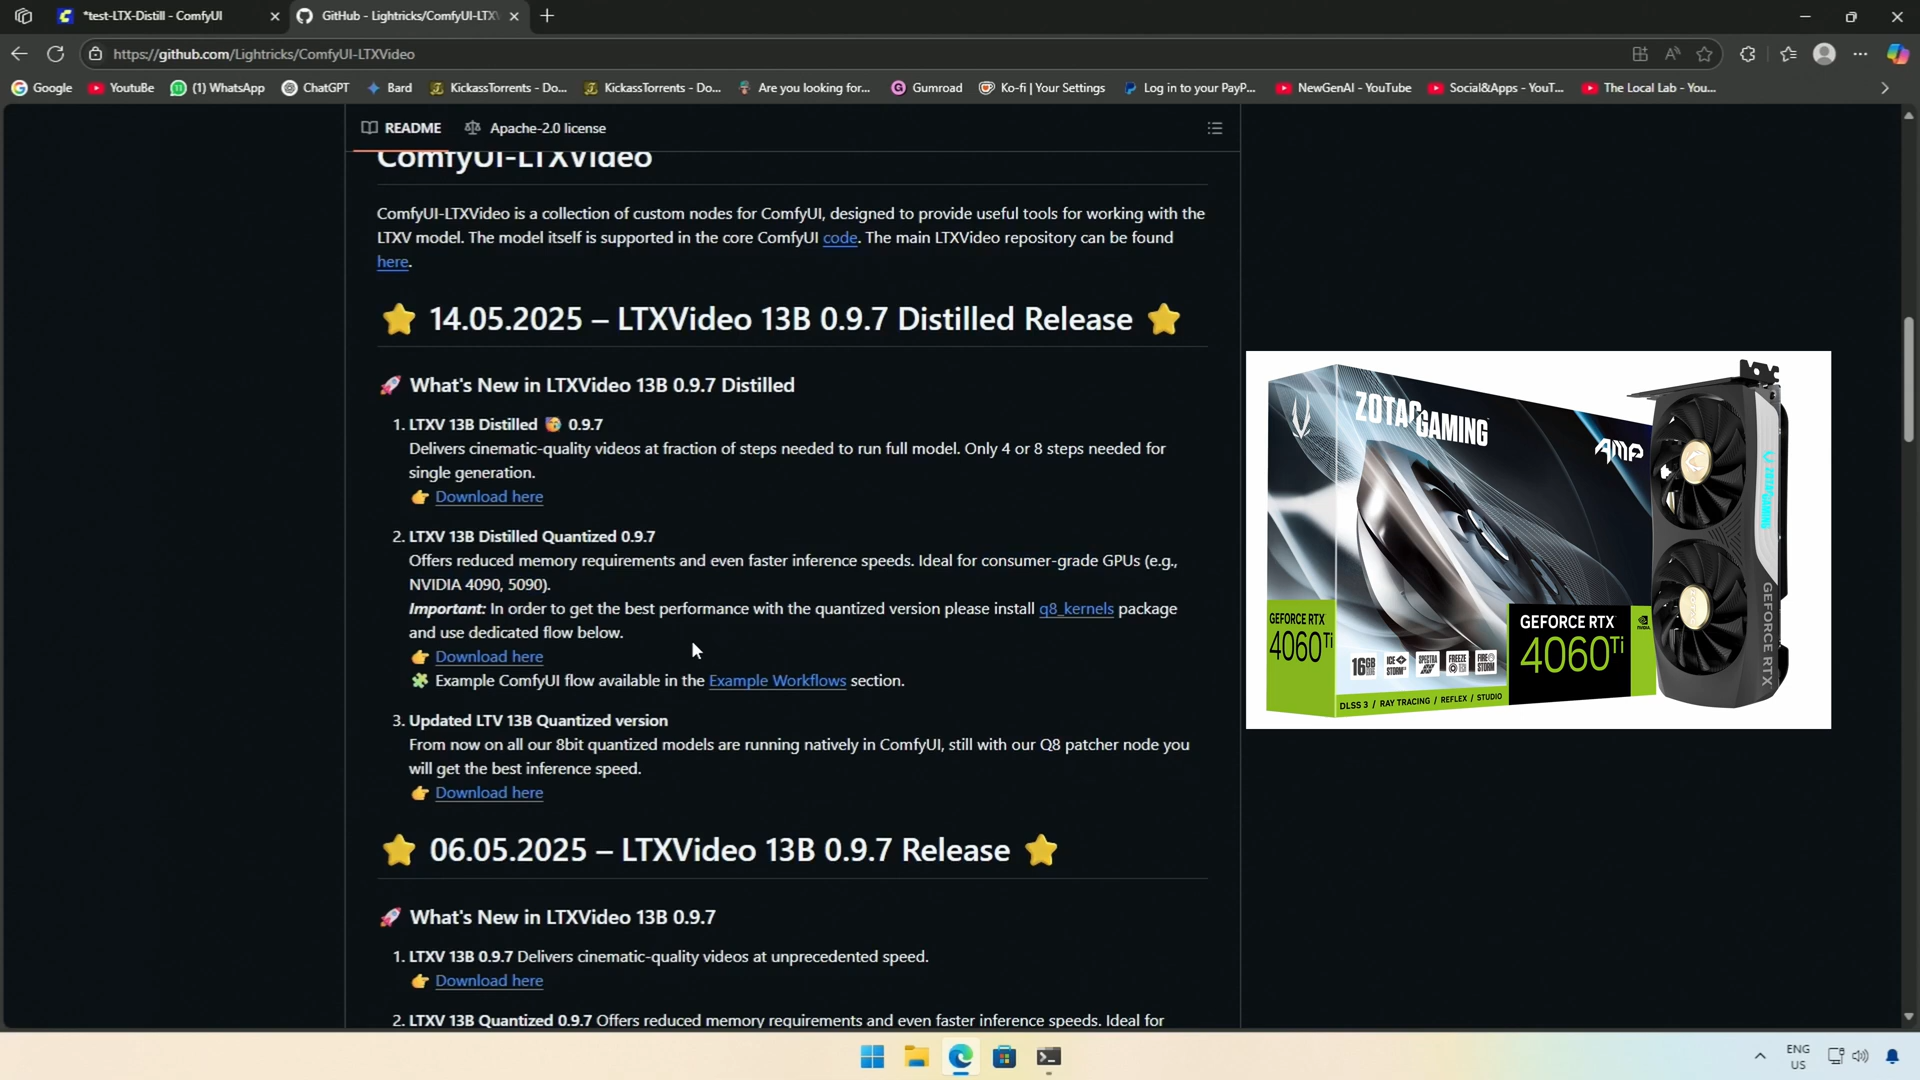 *test-LTX-Distill - ComfyUI
GitHub - Lightricks/ComfyUI-LTX
https://github.com/Lightricks/ComfyUI-LTXVideo
Google
YouTube
(1) WhatsApp
ChatGPT
Bard
KickassTorrents - Do...
KickassTorrents - Do...
Are you looking for...
Gumroad
Ko-fi | Your Settings
Log in to your PayP...
NewGenAI - YouTube
Social&Apps - YouT...
The Local Lab - You...
README
Apache-2.0 license
ComfyUI-LTXVideo
ComfyUI-LTXVideo is a collection of custom nodes for ComfyUI, designed to provide useful tools for working with the
LTXV model. The model itself is supported in the core ComfyUI code. The main LTXVideo repository can be found
here.
⭐ 14.05.2025 – LTXVideo 13B 0.9.7 Distilled Release ⭐
🚀 What's New in LTXVideo 13B 0.9.7 Distilled
1. LTXV 13B Distilled 0.9.7
Delivers cinematic-quality videos at fraction of steps needed to run full model. Only 4 or 8 steps needed for
single generation.
👉 Download here
2. LTXV 13B Distilled Quantized 0.9.7
Offers reduced memory requirements and even faster inference speeds. Ideal for consumer-grade GPUs (e.g.,
NVIDIA 4090, 5090).
Important: In order to get the best performance with the quantized version please install q8_kernels package
and use dedicated flow below.
👉 Download here
🧩 Example ComfyUI flow available in the Example Workflows section.
3. Updated LTV 13B Quantized version
From now on all our 8bit quantized models are running natively in ComfyUI, still with our Q8 patcher node you
will get the best inference speed.
👉 Download here
⭐ 06.05.2025 – LTXVideo 13B 0.9.7 Release ⭐
🚀 What's New in LTXVideo 13B 0.9.7
1. LTXV 13B 0.9.7 Delivers cinematic-quality videos at unprecedented speed.
👉 Download here
2. LTXV 13B Quantized 0.9.7 Offers reduced memory requirements and even faster inference speeds. Ideal for
ZOTAC GAMING
AMP
GEFORCE RTX
4060Ti
16GB
ICE STORM
SPECTRA
FREEZE
FIRE STORM
DLSS 3 / RAY TRACING / REFLEX / STUDIO
GEFORCE RTX
4060Ti
NVIDIA
ZOTAC GAMING
GEFORCE RTX
ENG
US